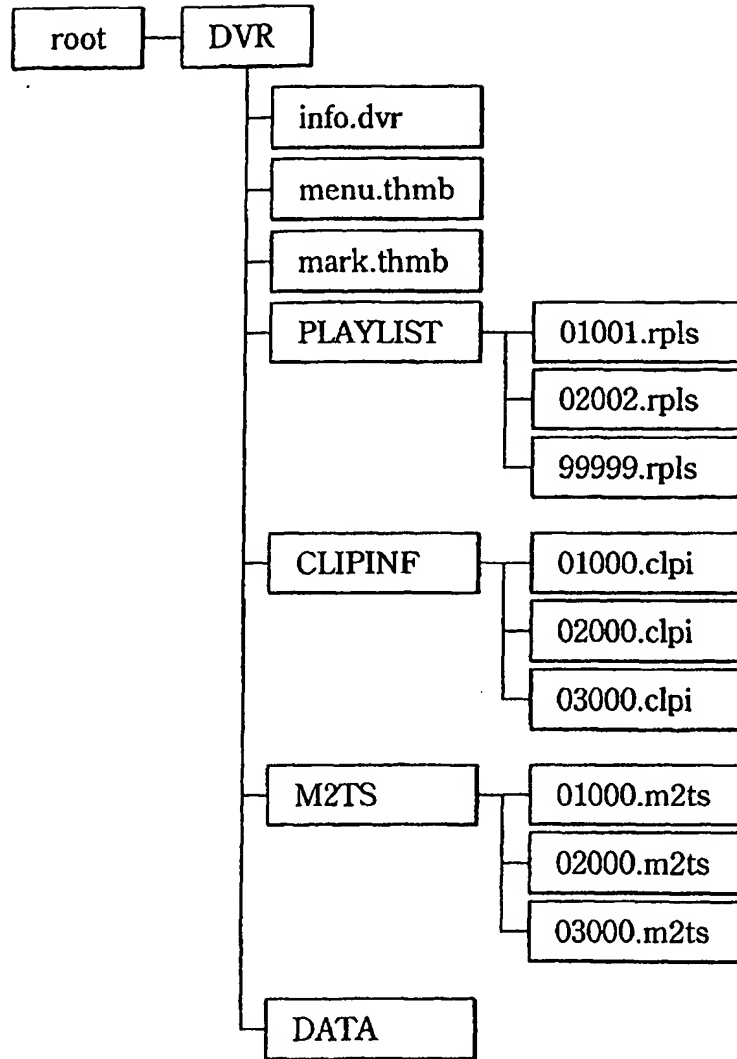 root DVR
info.dvr
menu.thmb
mark.thmb
PLAYLIST 01001.rpls
02002.rpls
99999.rpls
CLIPINF 01000.clpi
02000.clpi
03000.clpi
M2TS 01000.m2ts
02000.m2ts
03000.m2ts
DATA